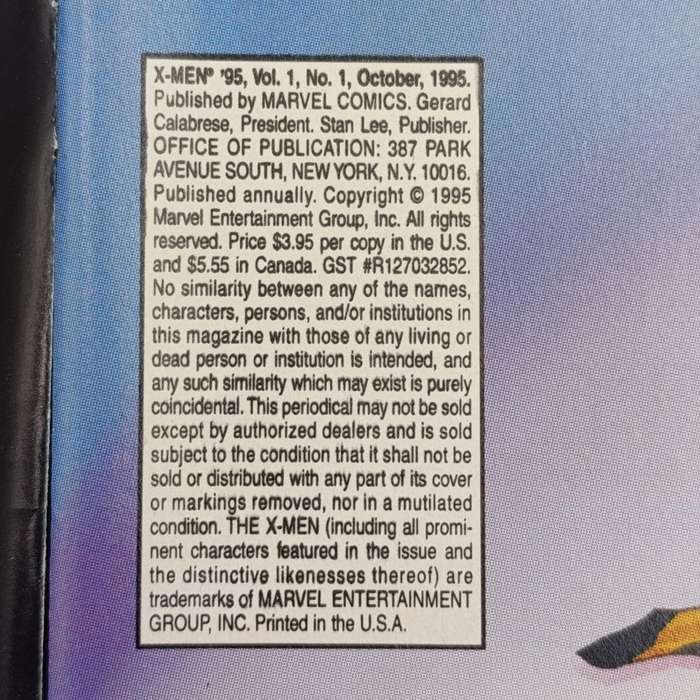 X-MEN® '95, Vol. 1, No. 1, October, 1995.
Published by MARVEL COMICS. Gerard
Calabrese, President. Stan Lee, Publisher.
OFFICE OF PUBLICATION: 387 PARK
AVENUE SOUTH, NEW YORK, N.Y. 10016.
Published annually. Copyright © 1995
Marvel Entertainment Group, Inc. All rights
reserved. Price $3.95 per copy in the U.S.
and $5.55 in Canada. GST #R127032852.
No similarity between any of the names,
characters, persons, and/or institutions in
this magazine with those of any living or
dead person or institution is intended, and
any such similarity which may exist is purely
coincidental. This periodical may not be sold
except by authorized dealers and is sold
subject to the condition that it shall not be
sold or distributed with any part of its cover
or markings removed, nor in a mutilated
condition. THE X-MEN (including all promi-
nent characters featured in the issue and
the distinctive likenesses thereof) are
trademarks of MARVEL ENTERTAINMENT
GROUP, INC. Printed in the U.S.A.